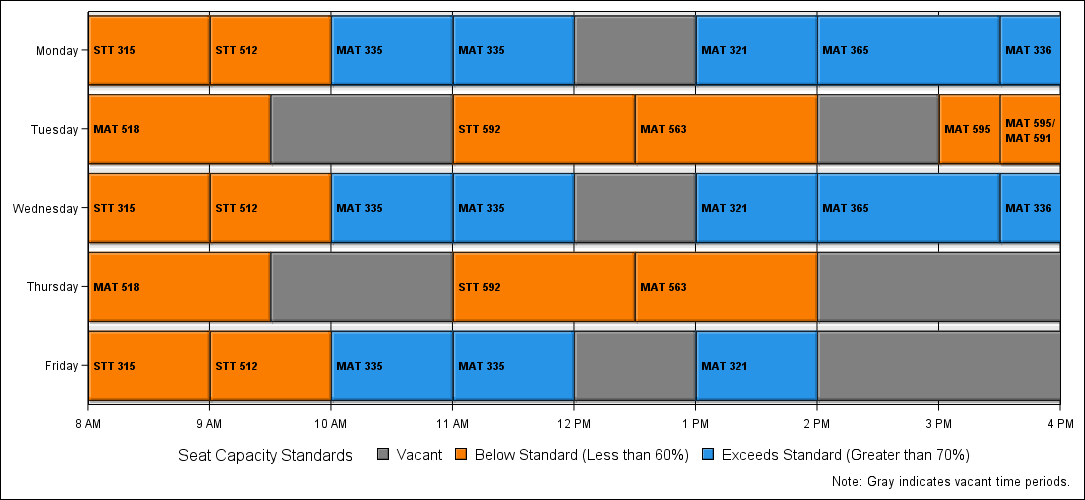 Monday
STT 315
STT 512
MAT 335
MAT 335
MAT 321
MAT 365
MAT 336
Tuesday
MAT 518
STT 592
MAT 563
MAT 595
MAT 595/
MAT 591
Wednesday
STT 315
STT 512
MAT 335
MAT 335
MAT 321
MAT 365
MAT 336
Thursday
MAT 518
STT 592
MAT 563
Friday
STT 315
STT 512
MAT 335
MAT 335
MAT 321
8 AM
9 AM
10 AM
11 AM
12 PM
1 PM
2 PM
3 PM
4 PM
Seat Capacity Standards
Vacant
Below Standard (Less than 60%)
Exceeds Standard (Greater than 70%)
Note: Gray indicates vacant time periods.